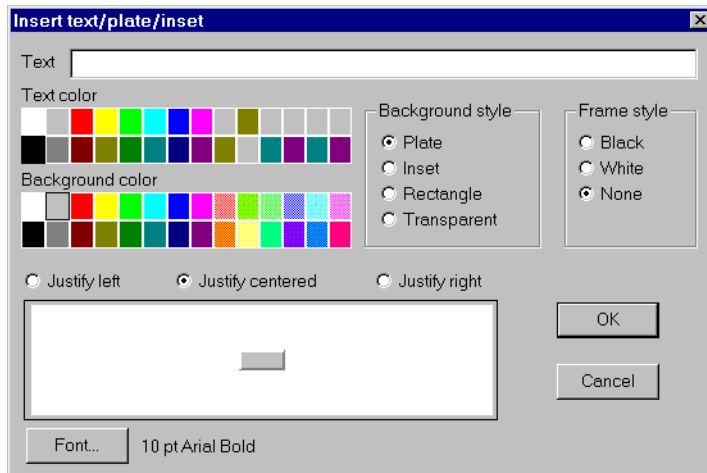 Insert text/plate/inset
Text
Text color
Background color
Background style
Plate
Inset
Rectangle
Transparent
Frame style
Black
White
None
Justify left
Justify centered
Justify right
OK
Cancel
Font...
10 pt Arial Bold